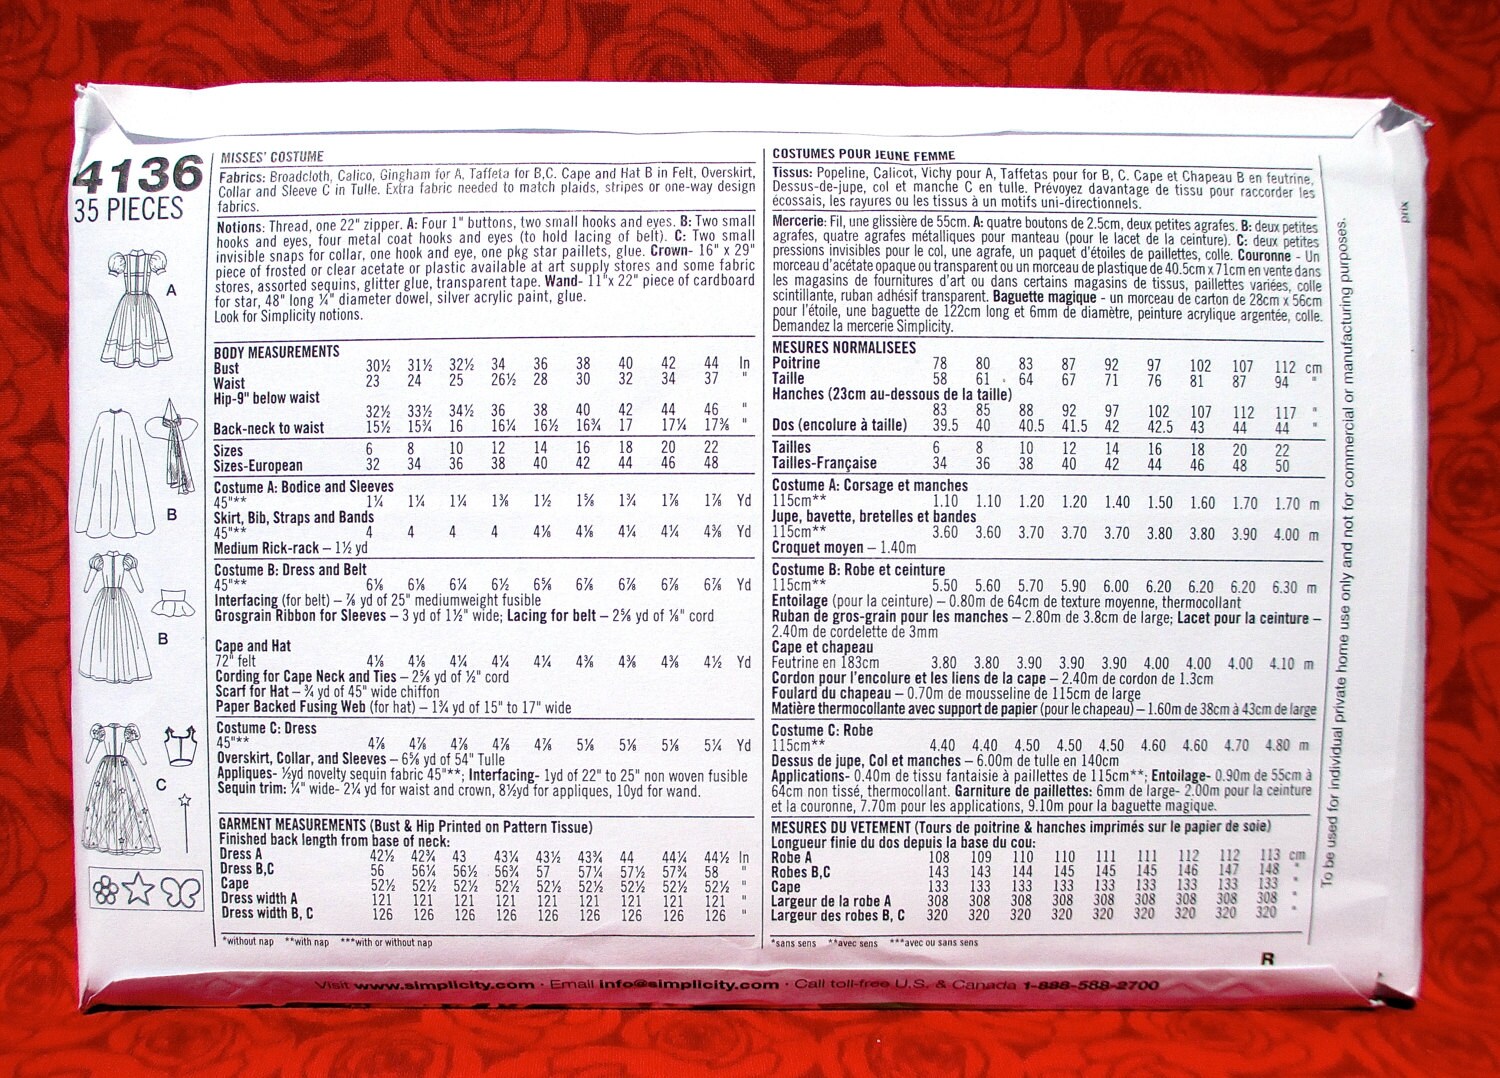 4136
35 PIECES
A
B
B
C
MISSES' COSTUME
Fabrics: Broadcloth, Calico, Gingham for A, Taffeta for B,C. Cape and Hat B in Felt, Overskirt,
Collar and Sleeve C in Tulle. Extra fabric needed to match plaids, stripes or one-way design
fabrics.
Notions: Thread, one 22" zipper. A: Four 1" buttons, two small hooks and eyes. B: Two small
hooks and eyes, four metal coat hooks and eyes (to hold lacing of belt). C: Two small
invisible snaps for collar, one hook and eye, one pkg star paillets, glue. Crown- 16" x 29"
piece of frosted or clear acetate or plastic available at art supply stores and some fabric
stores, assorted sequins, glitter glue, transparent tape. Wand- 11"x 22" piece of cardboard
for star, 48" long ¼" diameter dowel, silver acrylic paint, glue.
Look for Simplicity notions.
BODY MEASUREMENTS
Bust 30½ 31½ 32½ 34 36 38 40 42 44 In
Waist 23 24 25 26½ 28 30 32 34 37 "
Hip-9" below waist
32½ 33½ 34½ 36 38 40 42 44 46 "
Back-neck to waist 15½ 15¾ 16 16¼ 16½ 16¾ 17 17¼ 17⅜ "
Sizes 6 8 10 12 14 16 18 20 22
Sizes-European 32 34 36 38 40 42 44 46 48
Costume A: Bodice and Sleeves
45"** 1¼ 1¼ 1¼ 1⅜ 1½ 1⅝ 1¾ 1⅞ 1⅞ Yd
Skirt, Bib, Straps and Bands
45"** 4 4 4 4 4⅛ 4⅛ 4¼ 4¼ 4⅜ Yd
Medium Rick-rack – 1½ yd
Costume B: Dress and Belt
45"** 6⅛ 6⅛ 6¼ 6½ 6⅝ 6⅞ 6⅞ 6⅞ 6⅞ Yd
Interfacing (for belt) – ⅞ yd of 25" mediumweight fusible
Grosgrain Ribbon for Sleeves – 3 yd of 1½" wide; Lacing for belt – 2⅝ yd of ⅛" cord
Cape and Hat
72" felt 4⅛ 4⅛ 4¼ 4¼ 4¼ 4⅜ 4⅜ 4⅜ 4½ Yd
Cording for Cape Neck and Ties – 2⅝ yd of ½" cord
Scarf for Hat – ¾ yd of 45" wide chiffon
Paper Backed Fusing Web (for hat) – 1¾ yd of 15" to 17" wide
Costume C: Dress
45"** 4⅞ 4⅞ 4⅞ 4⅞ 4⅞ 5⅛ 5⅛ 5⅛ 5¼ Yd
Overskirt, Collar, and Sleeves – 6⅝ yd of 54" Tulle
Appliques- ½yd novelty sequin fabric 45"**; Interfacing- 1yd of 22" to 25" non woven fusible
Sequin trim: ¼" wide- 2¼ yd for waist and crown, 8½yd for appliques, 10yd for wand.
GARMENT MEASUREMENTS (Bust & Hip Printed on Pattern Tissue)
Finished back length from base of neck:
Dress A 42½ 42¾ 43 43¼ 43½ 43¾ 44 44¼ 44½ In
Dress B,C 56 56¼ 56½ 56¾ 57 57¼ 57½ 57¾ 58 "
Cape 52½ 52½ 52½ 52½ 52½ 52½ 52½ 52½ 52½ "
Dress width A 121 121 121 121 121 121 121 121 121 "
Dress width B, C 126 126 126 126 126 126 126 126 126 "
*without nap **with nap ***with or without nap
COSTUMES POUR JEUNE FEMME
Tissus: Popeline, Calicot, Vichy pour A, Taffetas pour for B, C. Cape et Chapeau B en feutrine,
Dessus-de-jupe, col et manche C en tulle. Prévoyez davantage de tissu pour raccorder les
écossais, les rayures ou les tissus à un motifs uni-directionnels.
Mercerie: Fil, une glissière de 55cm. A: quatre boutons de 2.5cm, deux petites agrafes. B: deux petites
agrafes, quatre agrafes métalliques pour manteau (pour le lacet de la ceinture). C: deux petites
pressions invisibles pour le col, une agrafe, un paquet d'étoiles de paillettes, colle. Couronne - Un
morceau d'acétate opaque ou transparent ou un morceau de plastique de 40.5cm x 71cm en vente dans
les magasins de fournitures d'art ou dans certains magasins de tissus, paillettes variées, colle
scintillante, ruban adhésif transparent. Baguette magique - un morceau de carton de 28cm x 56cm
pour l'étoile, une baguette de 122cm long et 6mm de diamètre, peinture acrylique argentée, colle.
Demandez la mercerie Simplicity.
MESURES NORMALISEES
Poitrine 78 80 83 87 92 97 102 107 112 cm
Taille 58 61 64 67 71 76 81 87 94 "
Hanches (23cm au-dessous de la taille)
83 85 88 92 97 102 107 112 117 "
Dos (encolure à taille) 39.5 40 40.5 41.5 42 42.5 43 44 44 "
Tailles 6 8 10 12 14 16 18 20 22
Tailles-Française 34 36 38 40 42 44 46 48 50
Costume A: Corsage et manches
115cm** 1.10 1.10 1.20 1.20 1.40 1.50 1.60 1.70 1.70 m
Jupe, bavette, bretelles et bandes
115cm** 3.60 3.60 3.70 3.70 3.70 3.80 3.80 3.90 4.00 m
Croquet moyen – 1.40m
Costume B: Robe et ceinture
115cm** 5.50 5.60 5.70 5.90 6.00 6.20 6.20 6.20 6.30 m
Entoilage (pour la ceinture) – 0.80m de 64cm de texture moyenne, thermocollant
Ruban de gros-grain pour les manches – 2.80m de 3.8cm de large; Lacet pour la ceinture –
2.40m de cordelette de 3mm
Cape et chapeau
Feutrine en 183cm 3.80 3.80 3.90 3.90 3.90 4.00 4.00 4.00 4.10 m
Cordon pour l'encolure et les liens de la cape – 2.40m de cordon de 1.3cm
Foulard du chapeau – 0.70m de mousseline de 115cm de large
Matière thermocollante avec support de papier (pour le chapeau) – 1.60m de 38cm à 43cm de large
Costume C: Robe
115cm** 4.40 4.40 4.50 4.50 4.50 4.60 4.60 4.70 4.80 m
Dessus de jupe, Col et manches – 6.00m de tulle en 140cm
Applications- 0.40m de tissu fantaisie à paillettes de 115cm**; Entoilage- 0.90m de 55cm à
64cm non tissé, thermocollant. Garniture de paillettes: 6mm de large- 2.00m pour la ceinture
et la couronne, 7.70m pour les applications, 9.10m pour la baguette magique.
MESURES DU VETEMENT (Tours de poitrine & hanches imprimés sur le papier de soie)
Longueur finie du dos depuis la base du cou:
Robe A 108 109 110 110 111 111 112 112 113 cm
Robes B,C 143 143 144 145 145 145 146 147 148 "
Cape 133 133 133 133 133 133 133 133 133 "
Largeur de la robe A 308 308 308 308 308 308 308 308 308 "
Largeur des robes B, C 320 320 320 320 320 320 320 320 320 "
*sans sens **avec sens ***avec ou sans sens
R
To be used for individual private home use only and not for commercial or manufacturing purposes.
prix
Visit www.simplicity.com · Email info@simplicity.com · Call toll-free U.S. & Canada 1-888-588-2700